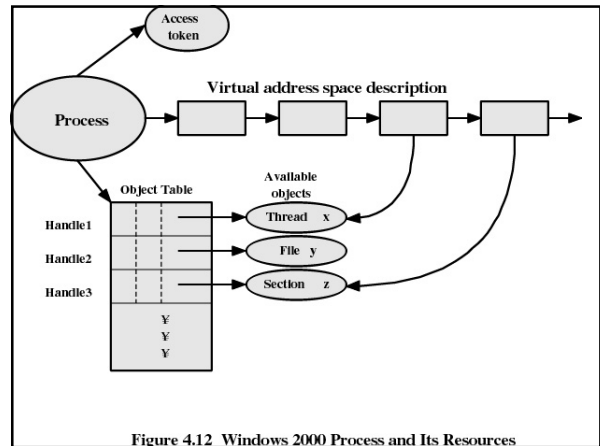 Access
token
Virtual address space description
Process
Available
objects
Object Table
Handle1
Thread x
Handle2
File y
Handle3
Section z
¥
¥
¥
Figure 4.12 Windows 2000 Process and Its Resources